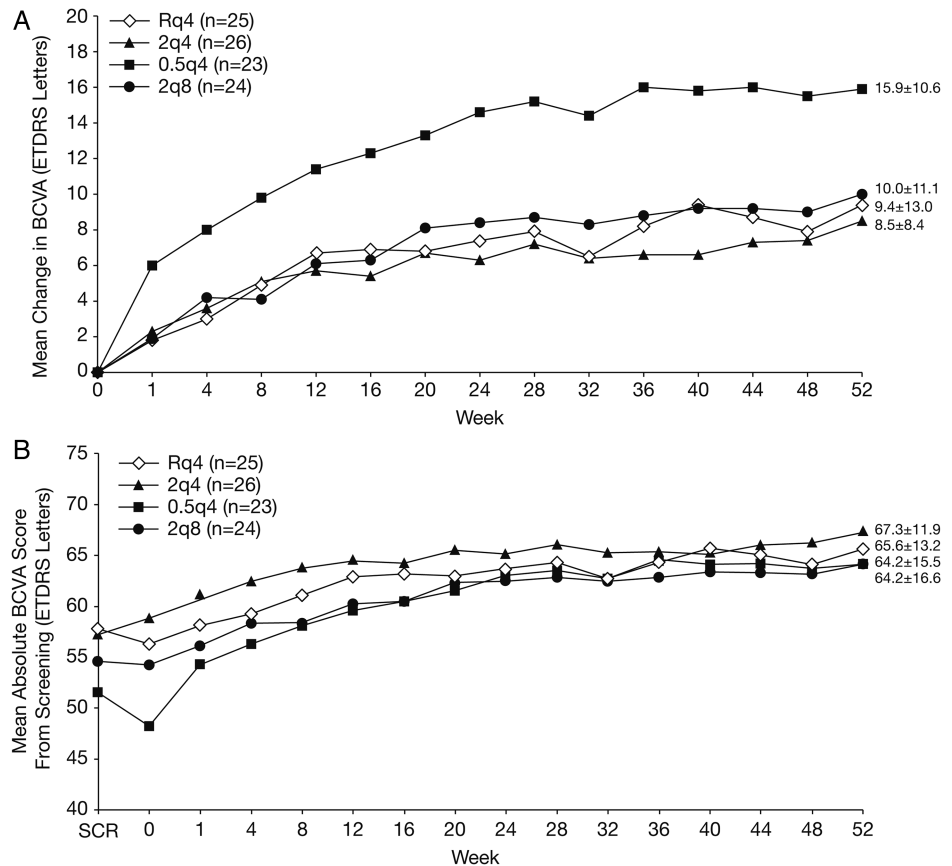 A
Mean Change in BCVA (ETDRS Letters)
20
18
16
14
12
10
8
6
4
2
0
Rq4 (n=25)
2q4 (n=26)
0.5q4 (n=23)
2q8 (n=24)
15.9±10.6
10.0±11.1
9.4±13.0
8.5±8.4
0 1 4 8 12 16 20 24 28 32 36 40 44 48 52
Week
B
Mean Absolute BCVA Score
From Screening (ETDRS Letters)
75
70
65
60
55
50
45
40
Rq4 (n=25)
2q4 (n=26)
0.5q4 (n=23)
2q8 (n=24)
67.3±11.9
65.6±13.2
64.2±15.5
64.2±16.6
SCR 0 1 4 8 12 16 20 24 28 32 36 40 44 48 52
Week